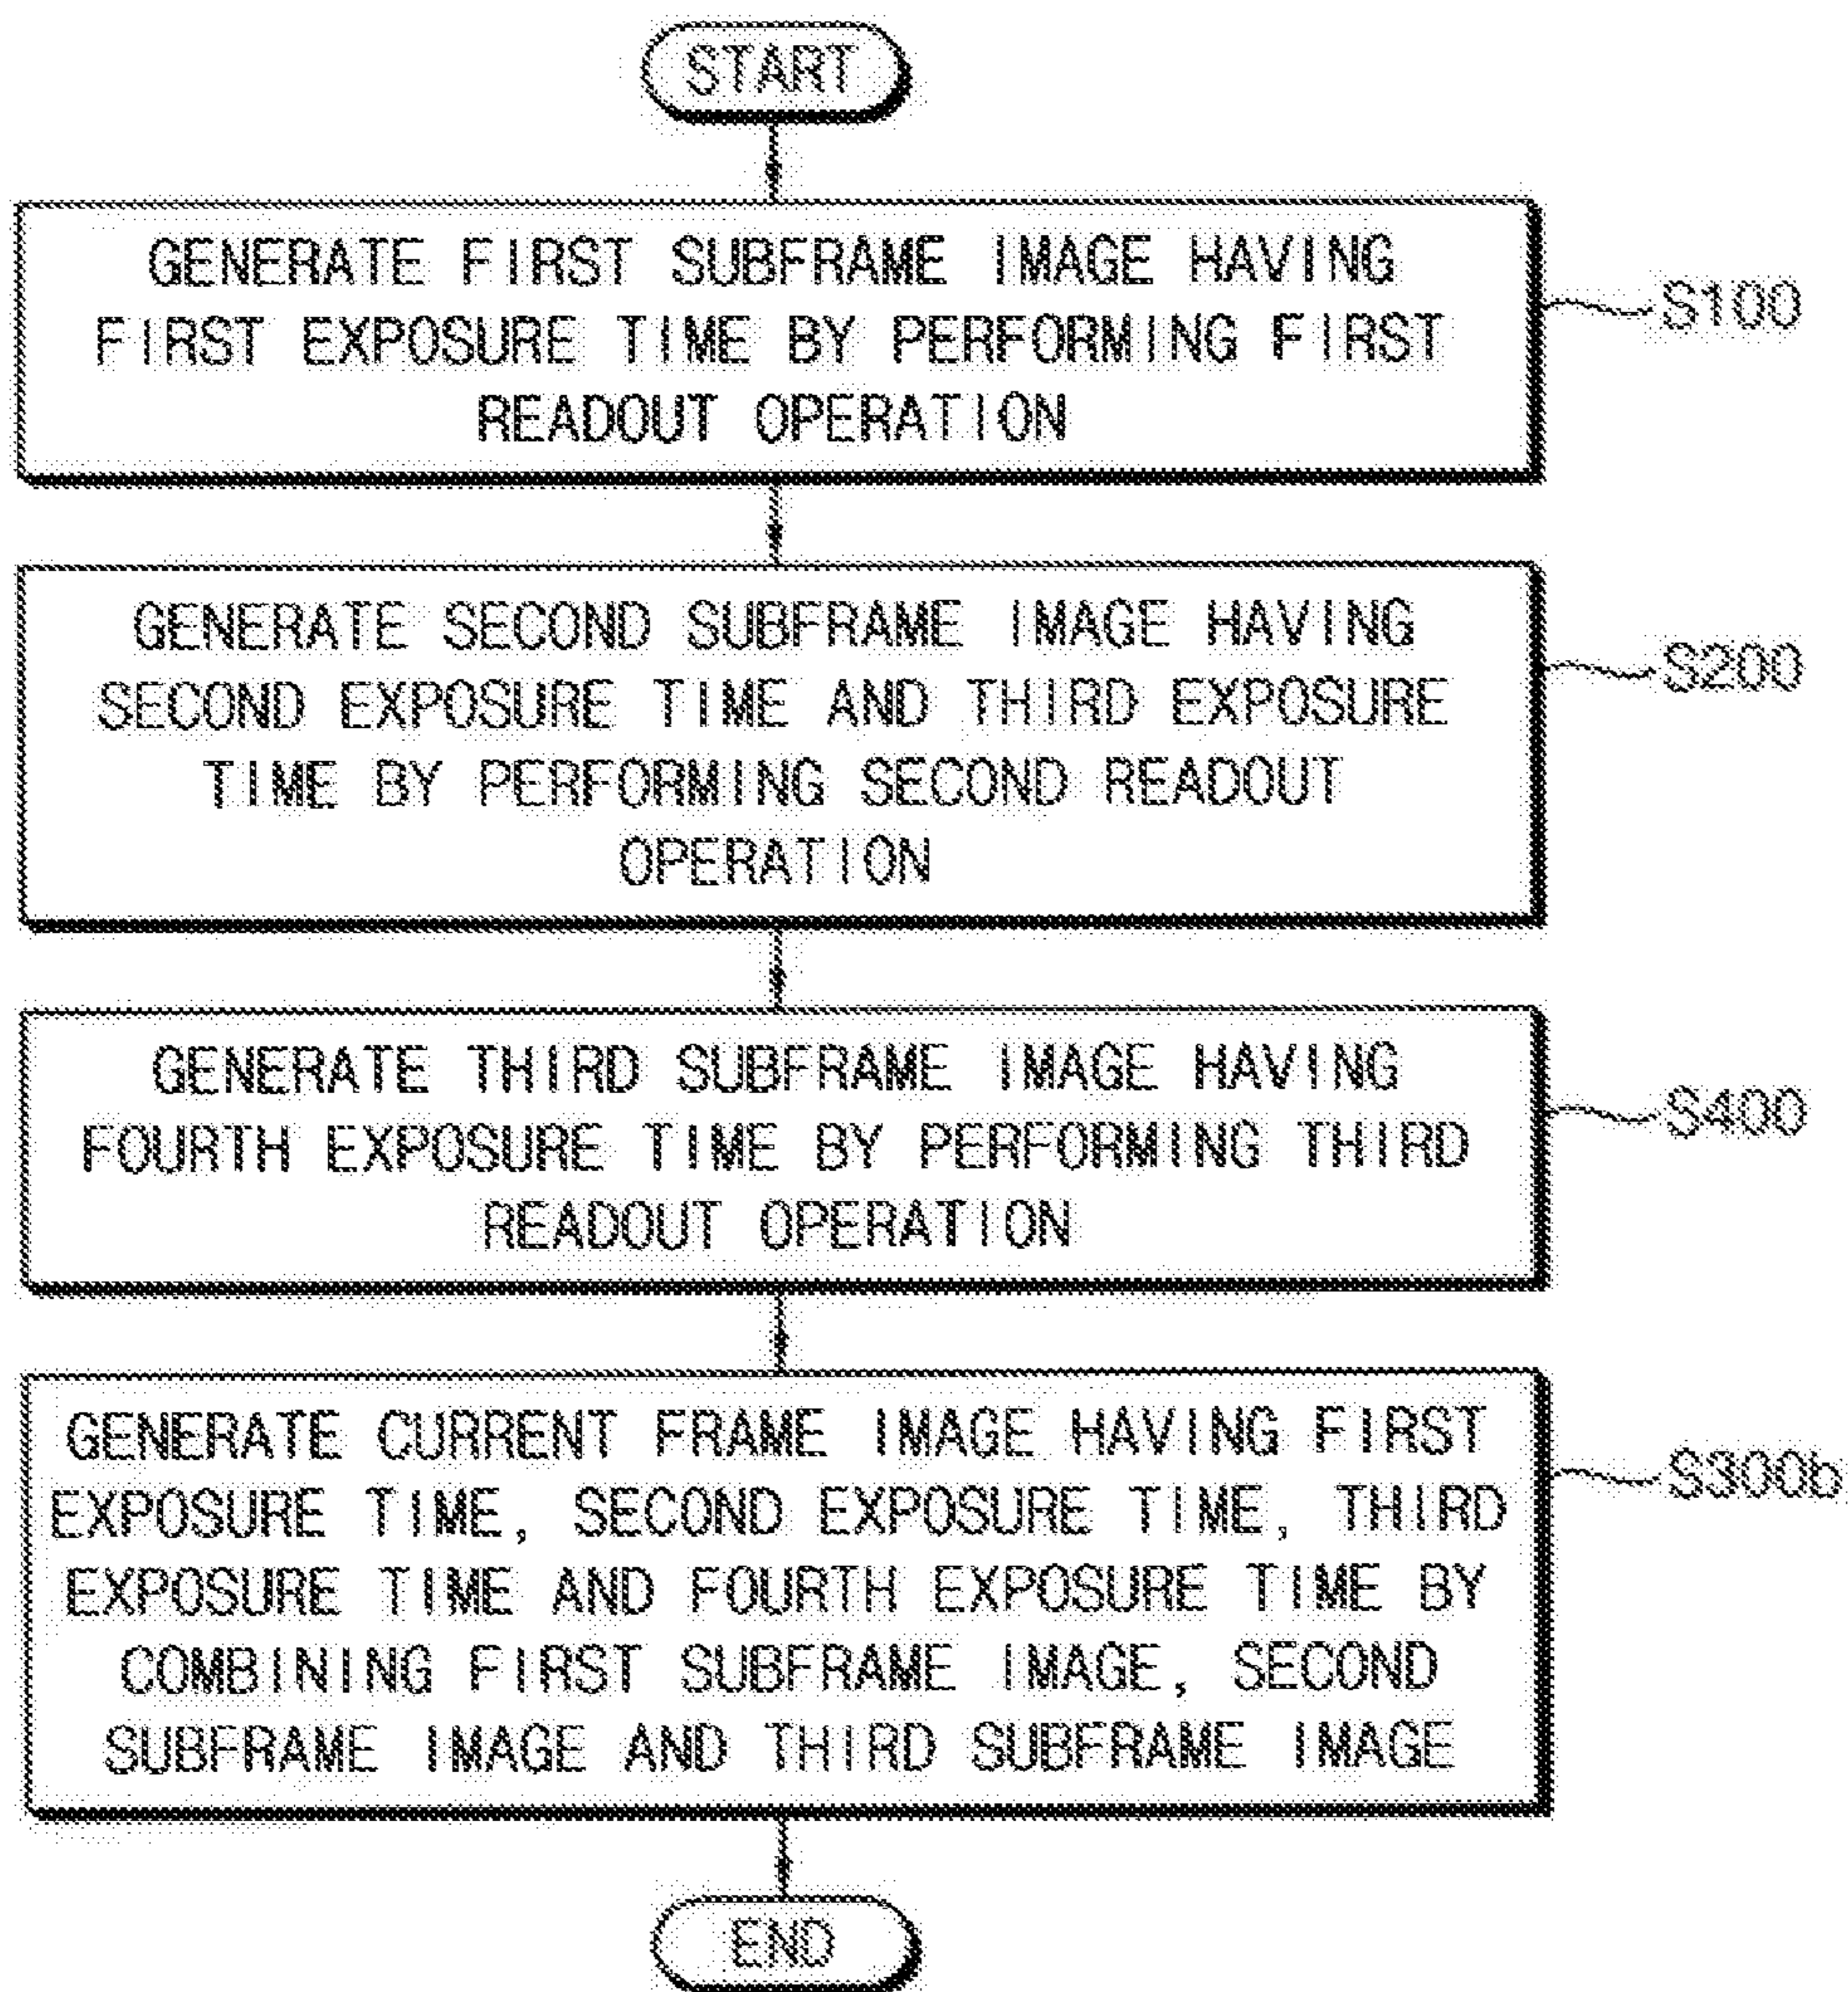 START
GENERATE FIRST SUBFRAME IMAGE HAVING
FIRST EXPOSURE TIME BY PERFORMING FIRST
READOUT OPERATION
S100
GENERATE SECOND SUBFRAME IMAGE HAVING
SECOND EXPOSURE TIME AND THIRD EXPOSURE
TIME BY PERFORMING SECOND READOUT
OPERATION
S200
GENERATE THIRD SUBFRAME IMAGE HAVING
FOURTH EXPOSURE TIME BY PERFORMING THIRD
READOUT OPERATION
S400
GENERATE CURRENT FRAME IMAGE HAVING FIRST
EXPOSURE TIME, SECOND EXPOSURE TIME, THIRD
EXPOSURE TIME AND FOURTH EXPOSURE TIME BY
COMBINING FIRST SUBFRAME IMAGE, SECOND
SUBFRAME IMAGE AND THIRD SUBFRAME IMAGE
S300b
END